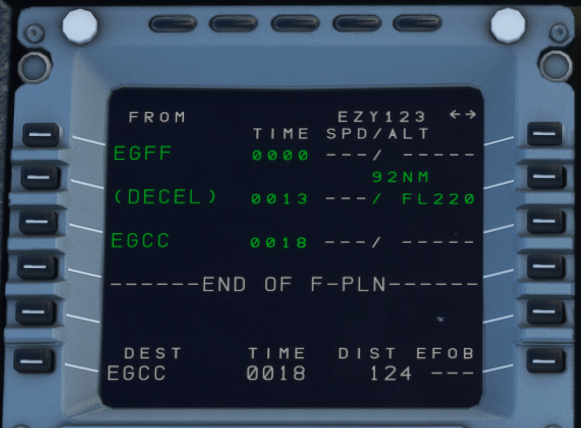 FROM EZY123 ←→
TIME SPD/ALT
EGFF 0000 ---/ -----
92NM
(DECEL) 0013 ---/ FL220
EGCC 0018 ---/ -----
------END OF F-PLN------
DEST TIME DIST EFOB
EGCC 0018 124 ---